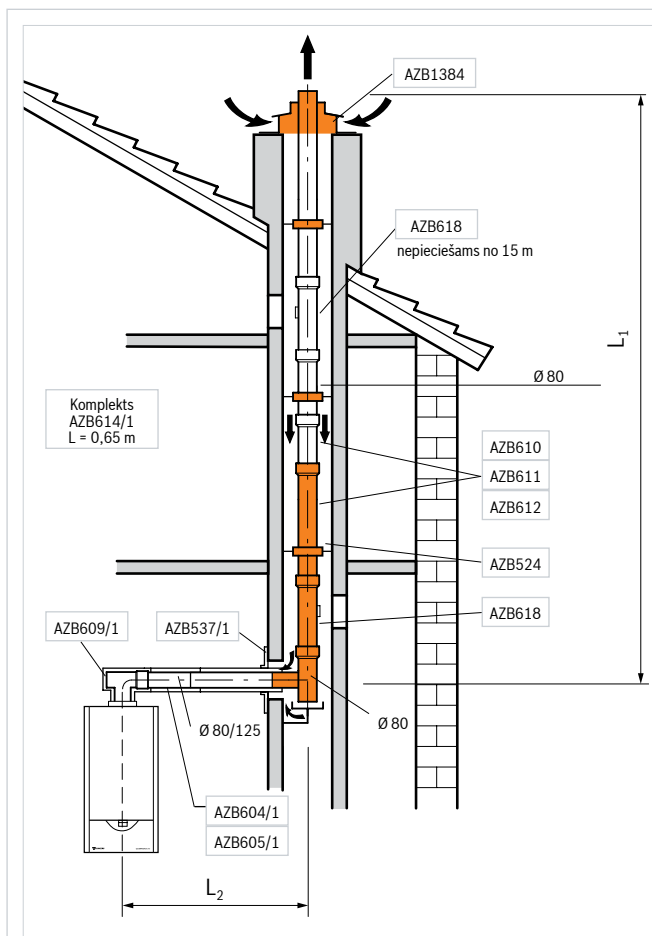 AZB1384
AZB618
nepieciešams no 15 m
L1
Ø 80
Komplekts
AZB614/1
L = 0,65 m
AZB610
AZB611
AZB612
AZB524
AZB618
AZB609/1
AZB537/1
Ø 80/125
Ø 80
AZB604/1
AZB605/1
L2